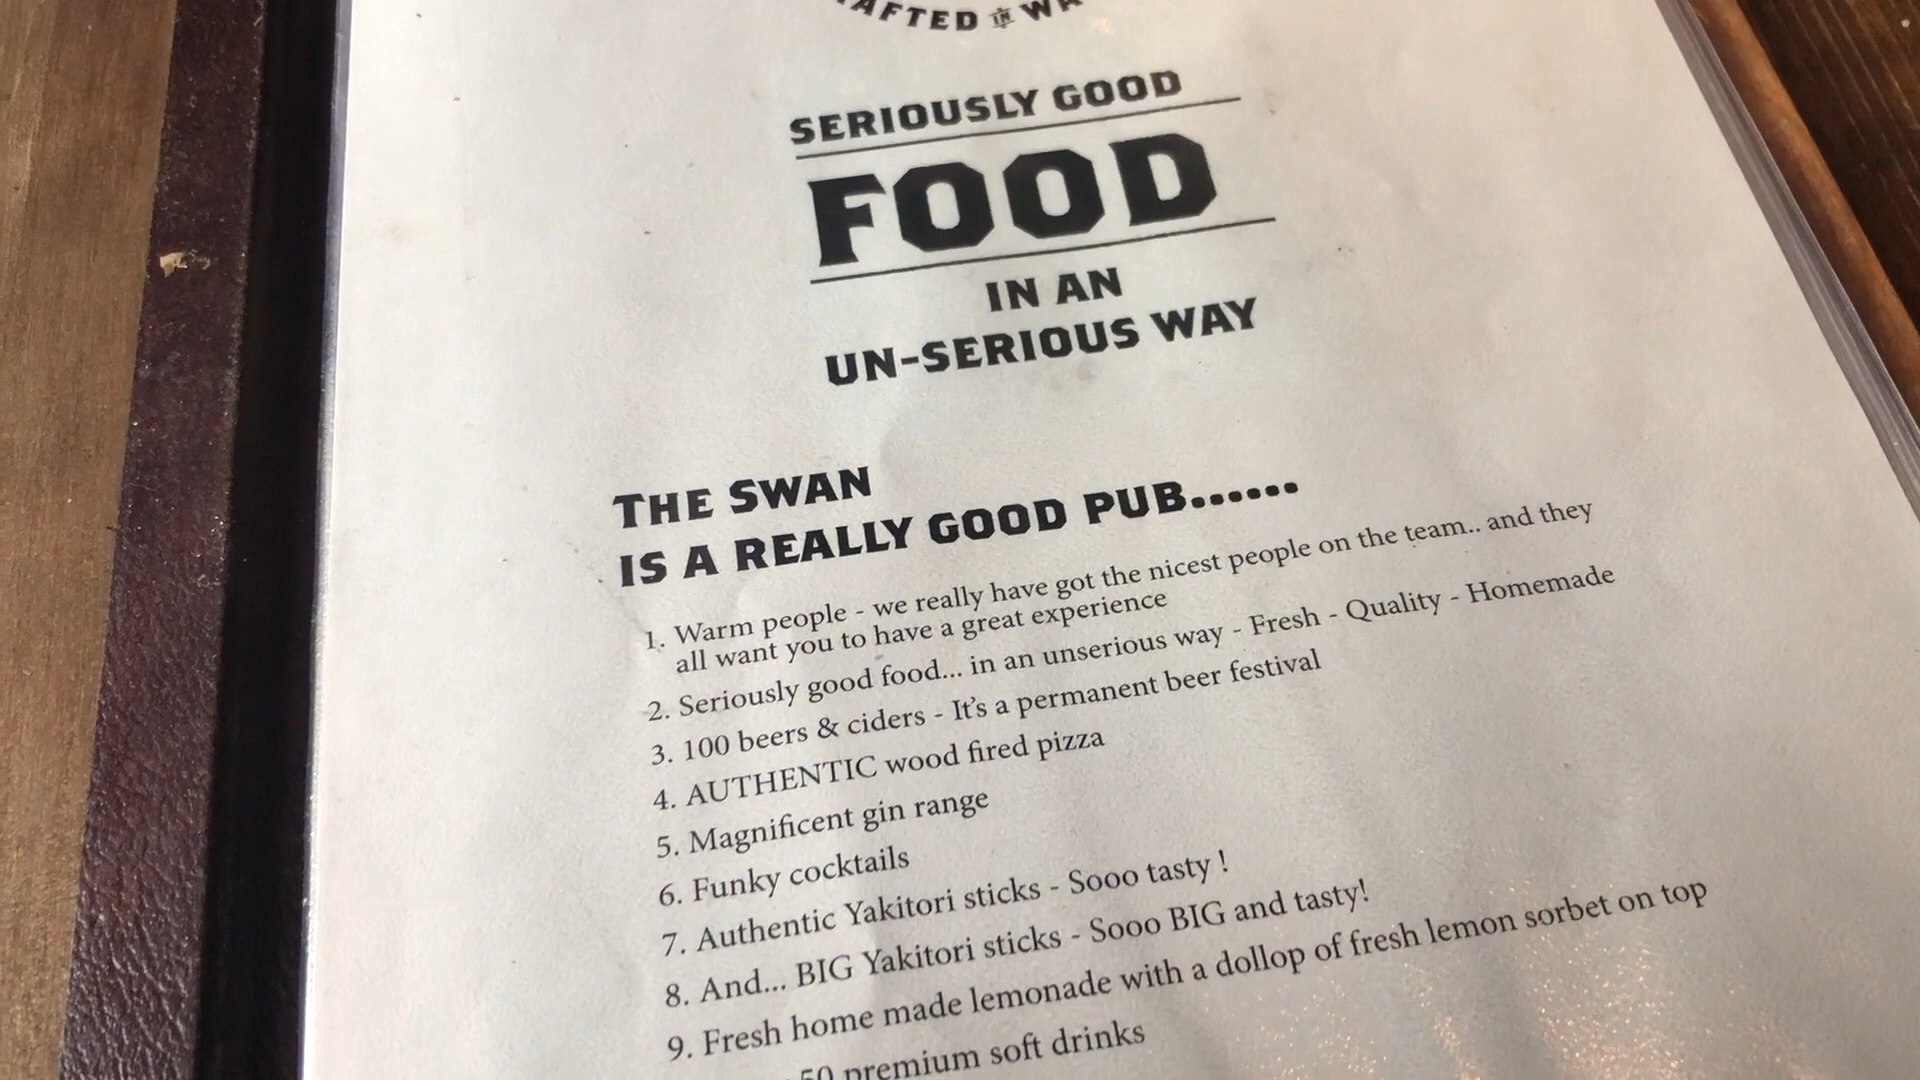 IN
SERIOUSLY GOOD
FOOD
IN AN
UN-SERIOUS WAY
THE SWAN
IS A REALLY GOOD PUB......
1. Warm people - we really have got the nicest people on the team.. and they
all want you to have a great experience
2. Seriously good food... in an unserious way - Fresh - Quality - Homemade
3. 100 beers & ciders - It's a permanent beer festival
4. AUTHENTIC wood fired pizza
5. Magnificent gin range
6. Funky cocktails
7. Authentic Yakitori sticks - Sooo tasty !
8. And... BIG Yakitori sticks - Sooo BIG and tasty!
9. Fresh home made lemonade with a dollop of fresh lemon sorbet on top
50 premium soft drinks